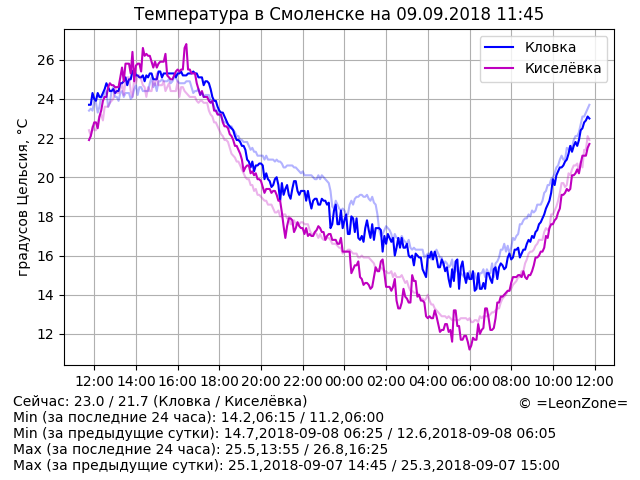 Температура в Смоленске на 09.09.2018 11:45
Кловка
Киселёвка
градусов Цельсия, °C
26
24
22
20
18
16
14
12
12:00 14:00 16:00 18:00 20:00 22:00 00:00 02:00 04:00 06:00 08:00 10:00 12:00
Сейчас: 23.0 / 21.7 (Кловка / Киселёвка)
© =LeonZone=
Min (за последние 24 часа): 14.2,06:15 / 11.2,06:00
Min (за предыдущие сутки): 14.7,2018-09-08 06:25 / 12.6,2018-09-08 06:05
Max (за последние 24 часа): 25.5,13:55 / 26.8,16:25
Max (за предыдущие сутки): 25.1,2018-09-07 14:45 / 25.3,2018-09-07 15:00